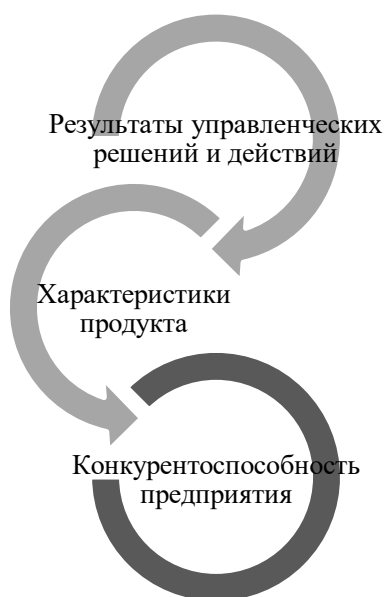 Результаты управленческих
решений и действий
Характеристики
продукта
Конкурентоспособность
предприятия